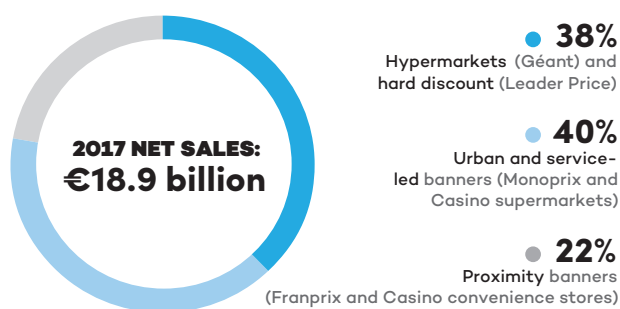 2017 NET SALES:
€18.9 billion
38%
Hypermarkets (Géant) and
hard discount (Leader Price)
40%
Urban and service-
led banners (Monoprix and
Casino supermarkets)
22%
Proximity banners
(Franprix and Casino convenience stores)